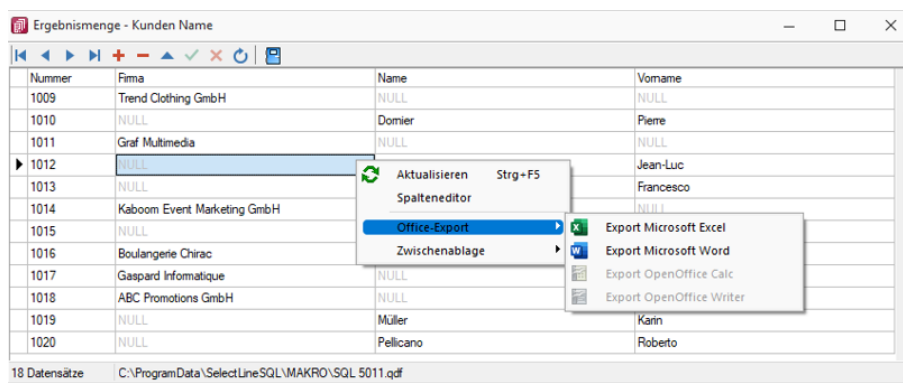 Ergebnismenge - Kunden Name
Nummer Firma Name Vorname
1009 Trend Clothing GmbH NULL NULL
1010 NULL Dornier Pierre
1011 Graf Multimedia NULL NULL
1012 NULL Jean-Luc
1013 NULL Francesco
1014 Kaboom Event Marketing GmbH NULL
1015 NULL
1016 Boulangerie Chirac
1017 Gaspard Informatique NULL
1018 ABC Promotions GmbH NULL
1019 NULL Müller Karin
1020 NULL Pellicano Roberto
Aktualisieren Strg+F5
Spalteneditor
Office-Export
Zwischenablage
Export Microsoft Excel
Export Microsoft Word
Export OpenOffice Calc
Export OpenOffice Writer
18 Datensätze C:\ProgramData\SelectLineSQL\MAKRO\SQL 5011.qdf